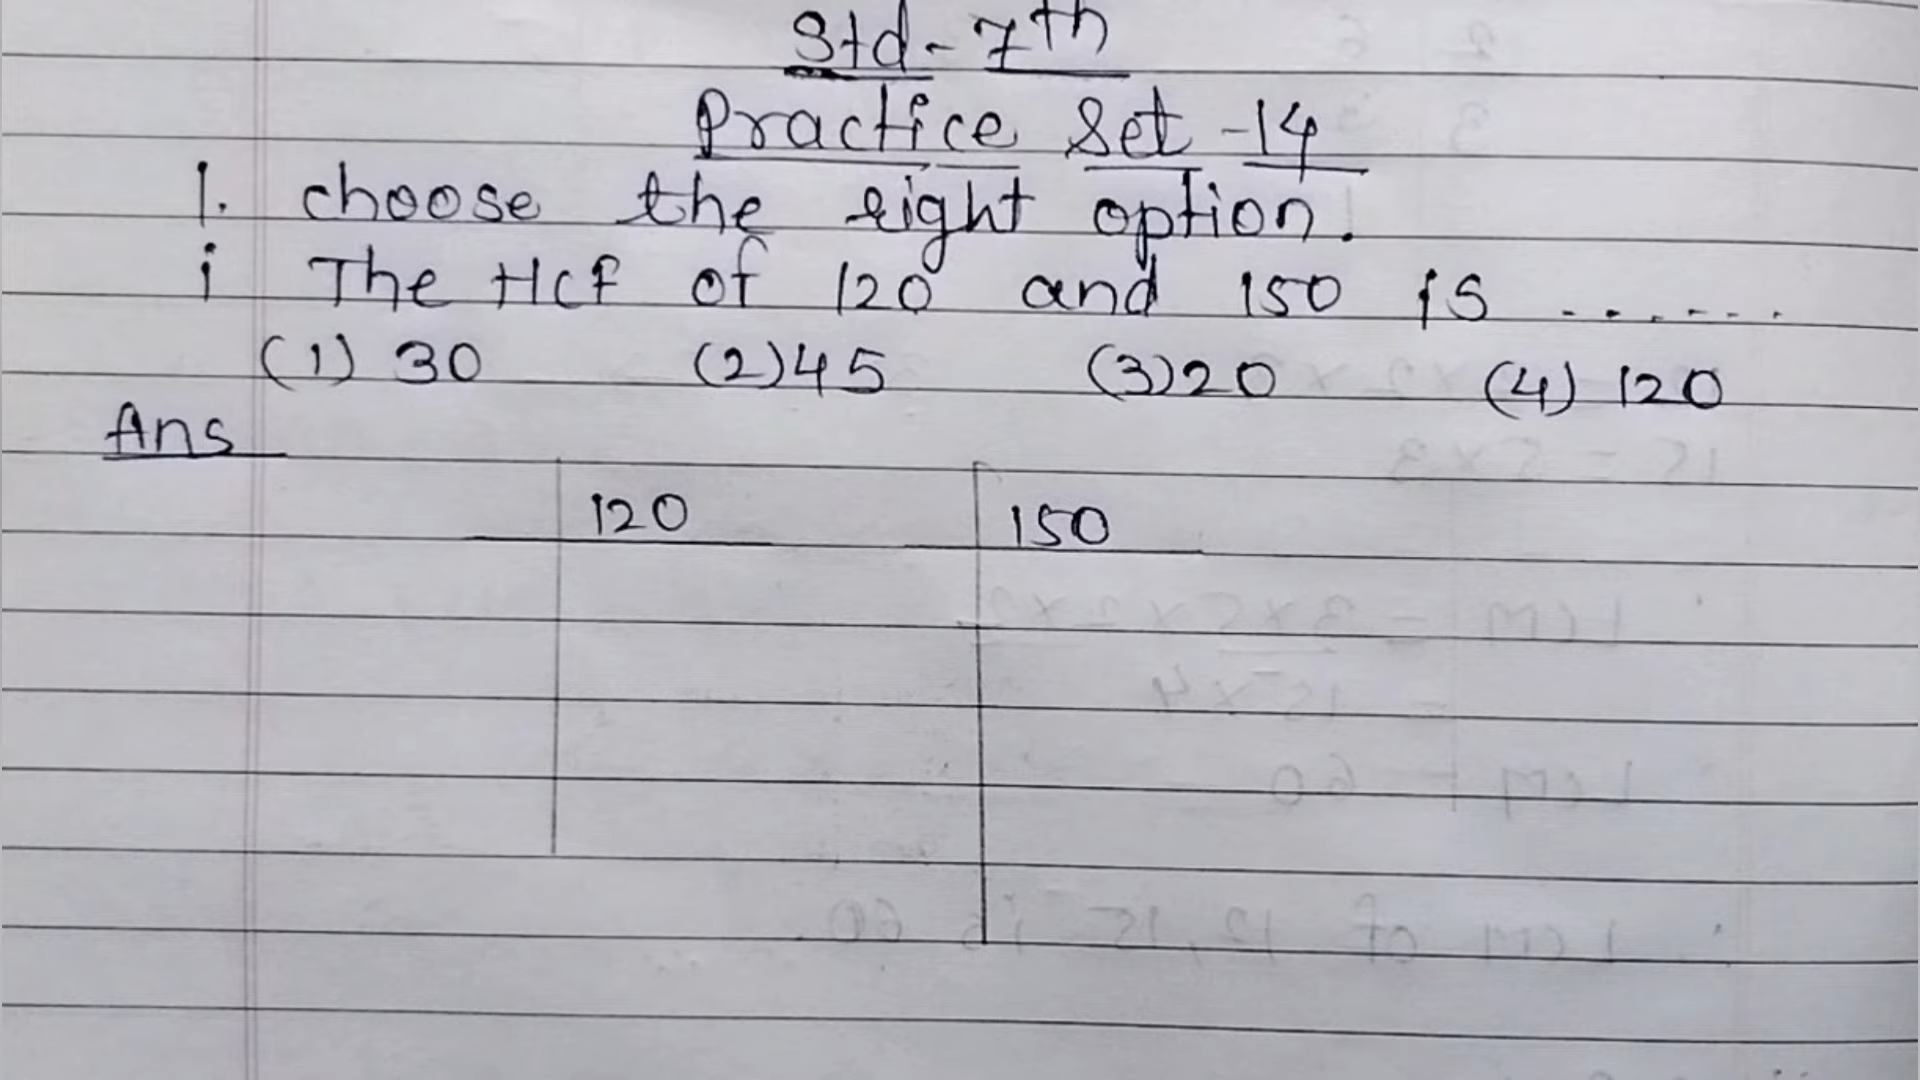 Std-7th
Practice Set-14
1. choose the right option.
i The HCF of 120 and 150 is ......
(1) 30 (2) 45 (3) 20 (4) 120
Ans
120 150